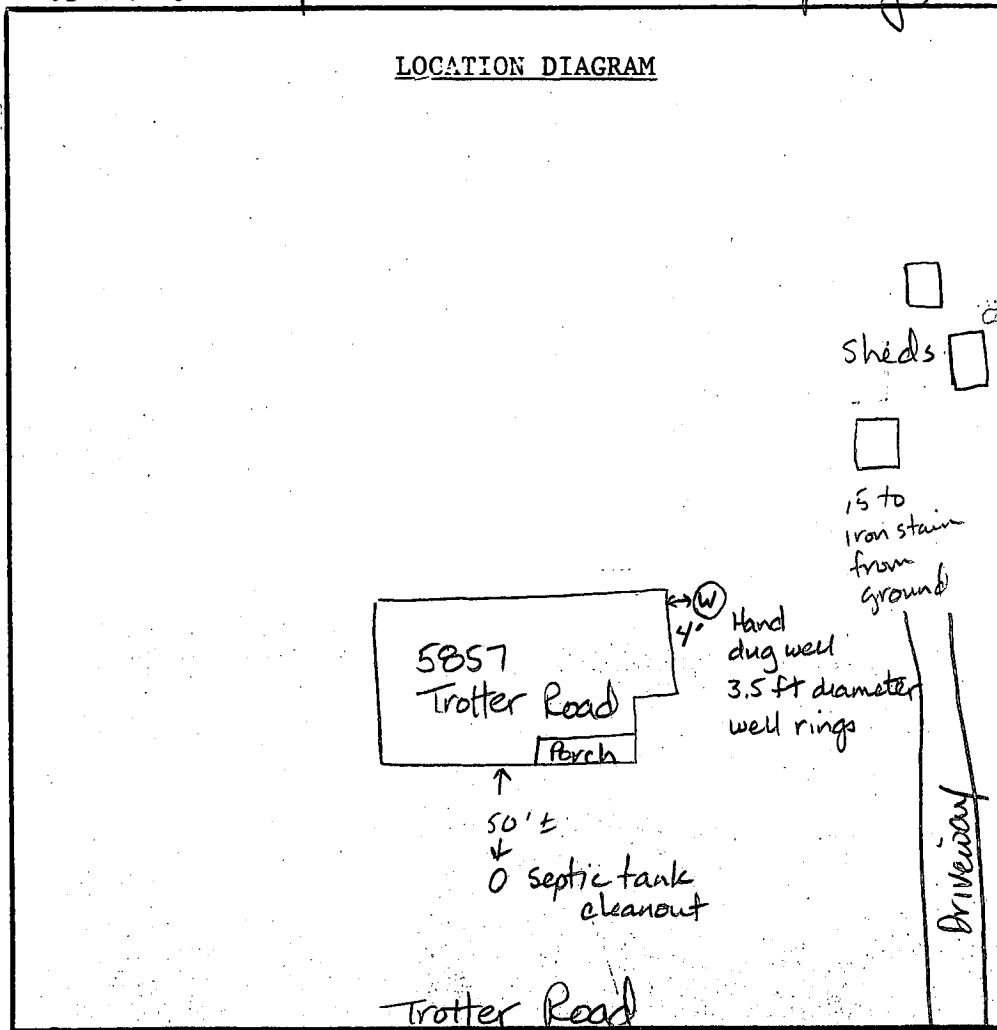 LOCATION DIAGRAM
Sheds
15 to
iron stain
from
ground
W
4'
Hand
dug well
3.5 ft diameter
well rings
5857
Trotter Road
Porch
50' ±
septic tank
cleanout
Driveway
Trotter Road